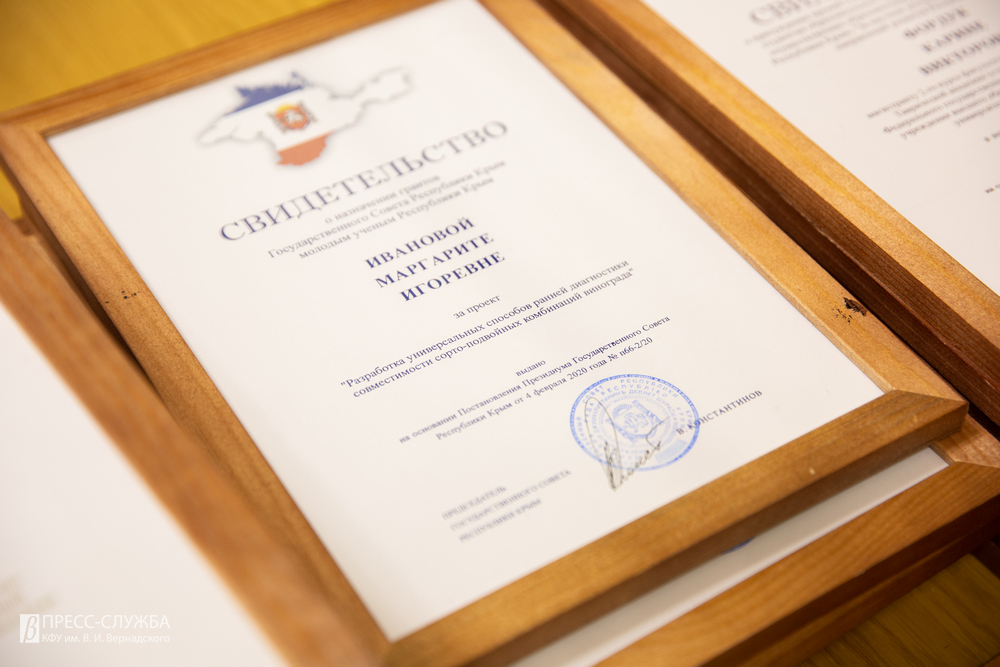 СВИДЕТЕЛЬСТВО
о назначении грантов
Государственного Совета Республики Крым
молодым ученым Республики Крым
ИВАНОВОЙ
МАРГАРИТЕ
ИГОРЕВНЕ
за проект
"Разработка универсальных способов ранней диагностики
совместимости сорто-подвойных комбинаций винограда"
выдано
на основании Постановления Президиума Государственного Совета
Республики Крым от 4 февраля 2020 года № п66-2/20
ПРЕДСЕДАТЕЛЬ
ГОСУДАРСТВЕННОГО СОВЕТА
РЕСПУБЛИКИ КРЫМ
В КОНСТАНТИНОВ
КАРИНЕ
ВИКТОРОВНЕ
ПРЕСС-СЛУЖБА
КФУ им. В. И. Вернадского